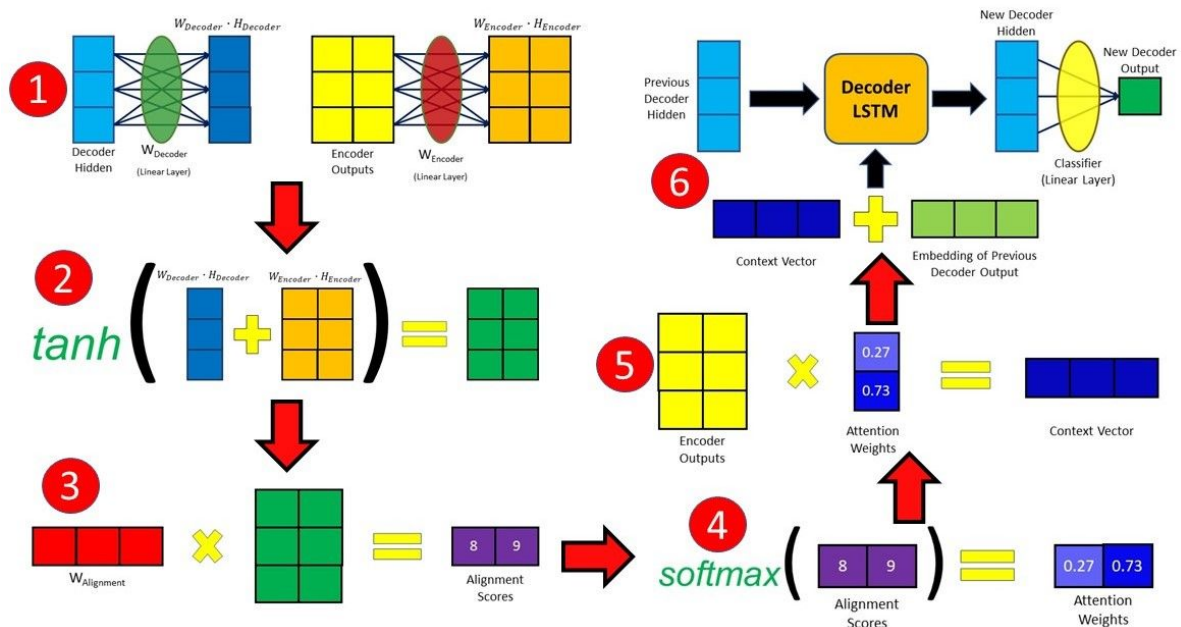 1
W_Decoder · H_Decoder
Decoder
Hidden
W_Decoder
(Linear Layer)
W_Encoder · H_Encoder
Encoder
Outputs
W_Encoder
(Linear Layer)
2
tanh
(
W_Decoder · H_Decoder
+
W_Encoder · H_Encoder
)
=
3
W_Alignment
×
=
8 9
Alignment
Scores
4
softmax
(
8 9
)
Alignment
Scores
=
0.27 0.73
Attention
Weights
5
Encoder
Outputs
×
0.27
0.73
Attention
Weights
=
Context Vector
6
Previous
Decoder
Hidden
Decoder
LSTM
New Decoder
Hidden
New Decoder
Output
Classifier
(Linear Layer)
Context Vector
+
Embedding of Previous
Decoder Output